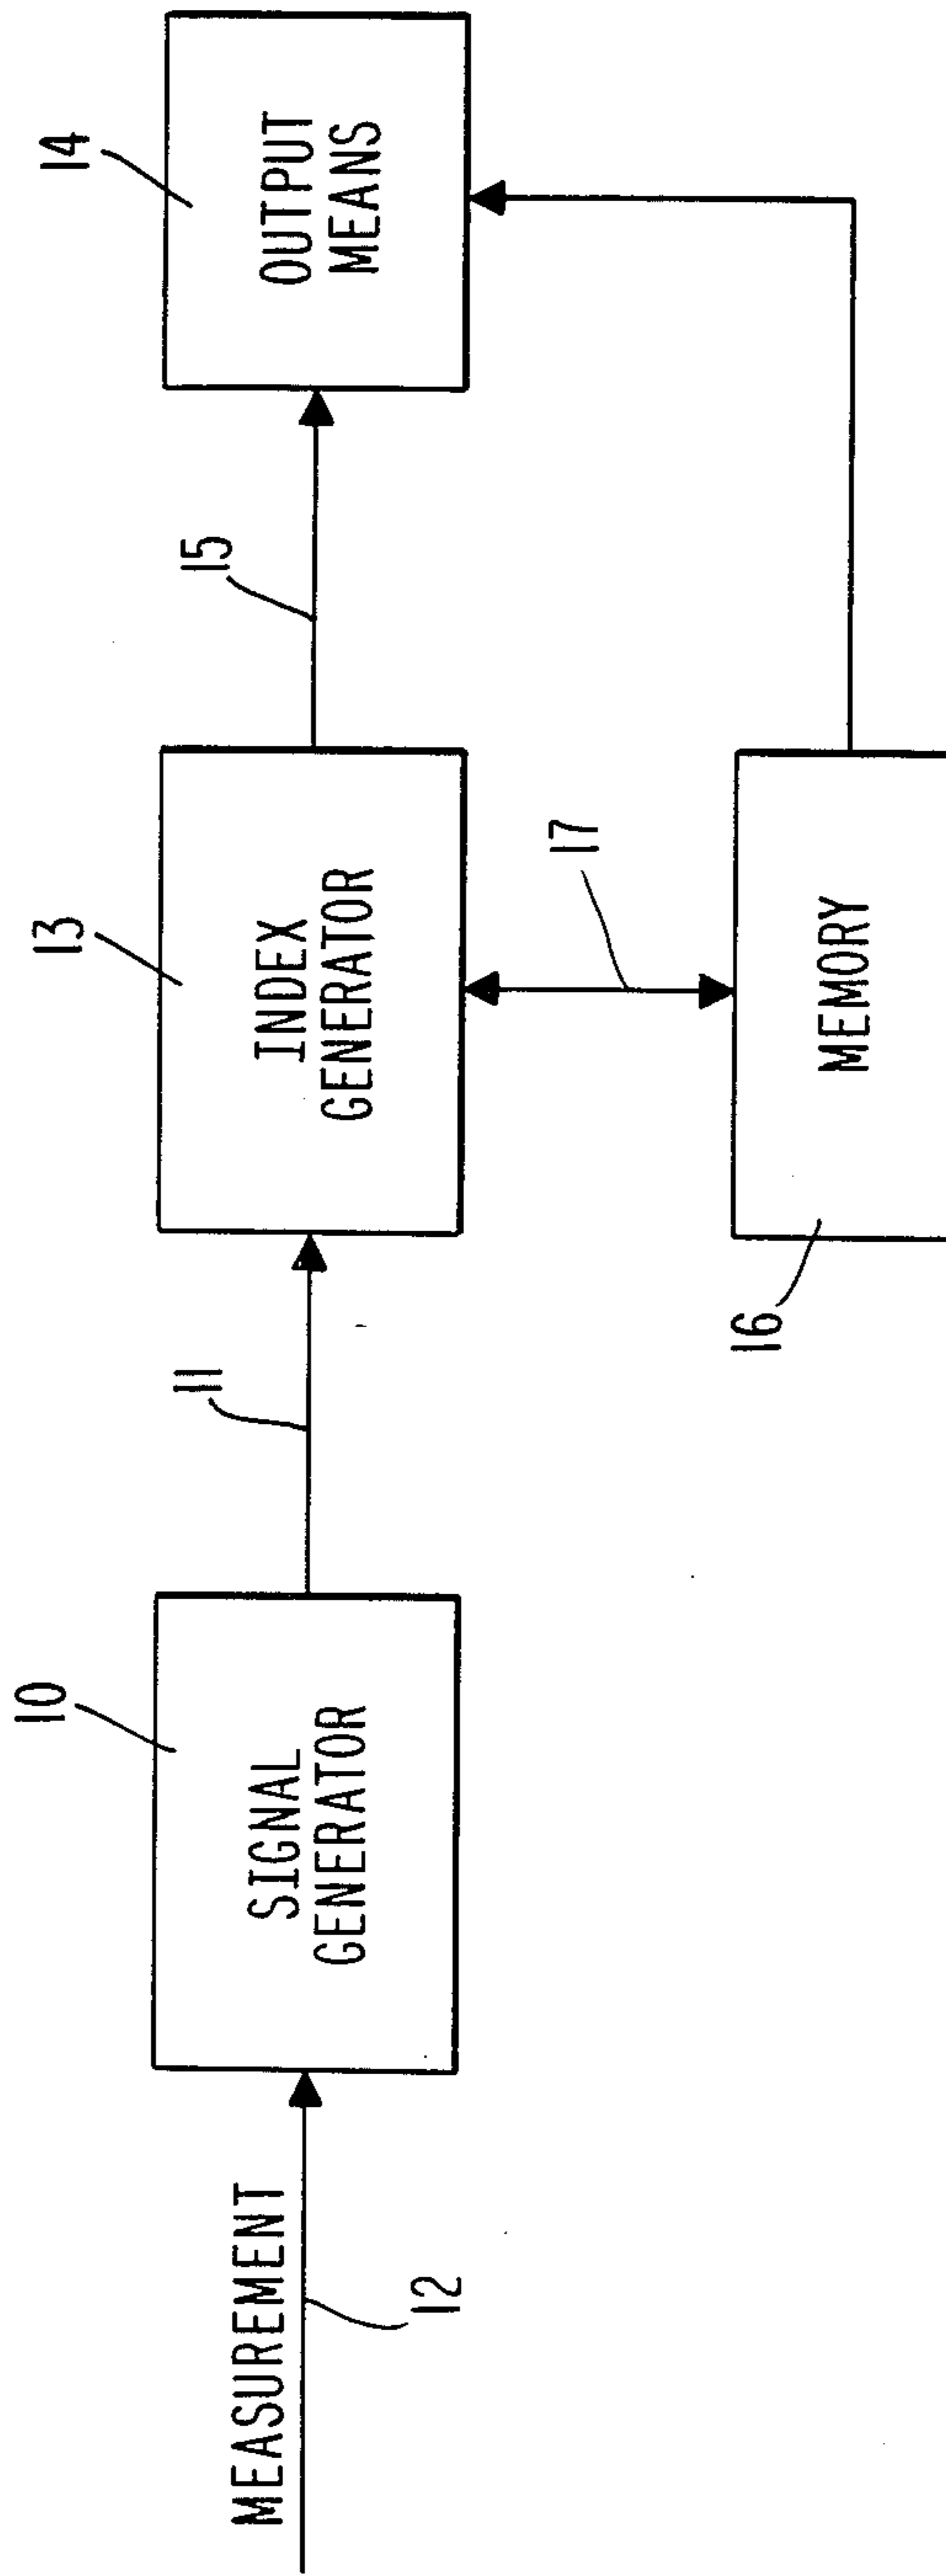 MEASUREMENT
12
10
SIGNAL
GENERATOR
11
13
INDEX
GENERATOR
15
14
OUTPUT
MEANS
17
16
MEMORY